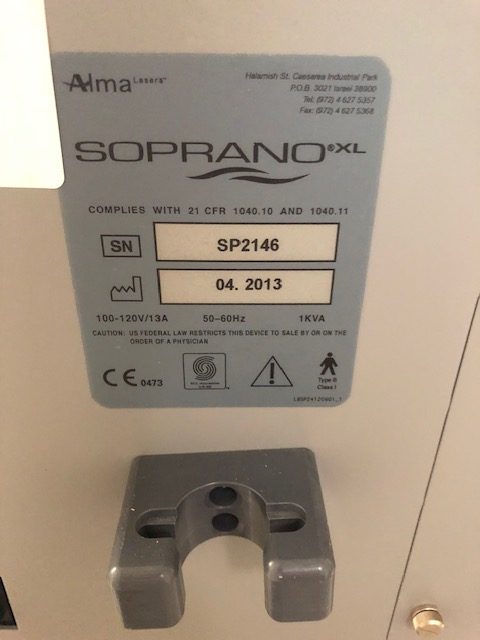 Alma Lasers™
Halamish St. Caesarea Industrial Park
P.O.B. 3021 Israel 38900
Tel: (972) 4 627 5357
Fax: (972) 4 627 5368
SOPRANO®XL
COMPLIES WITH 21 CFR 1040.10 AND 1040.11
SN
SP2146
04. 2013
100-120V/13A 50-60Hz 1KVA
CAUTION: US FEDERAL LAW RESTRICTS THIS DEVICE TO SALE BY OR ON THE
ORDER OF A PHYSICIAN
CE 0473
Type B
Class I